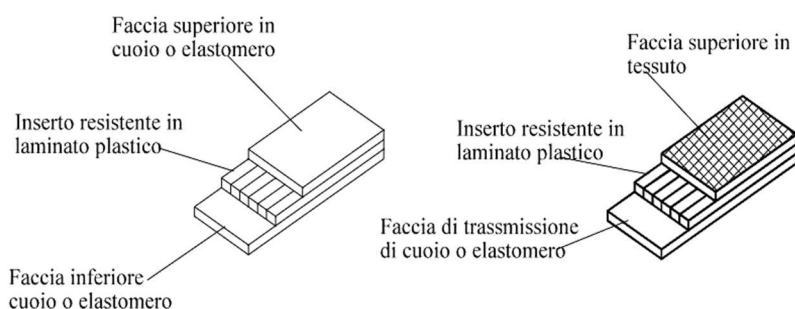 Faccia superiore in
cuoio o elastomero
Inserto resistente in
laminato plastico
Faccia inferiore
cuoio o elastomero
Faccia superiore in
tessuto
Inserto resistente in
laminato plastico
Faccia di trasmissione
di cuoio o elastomero